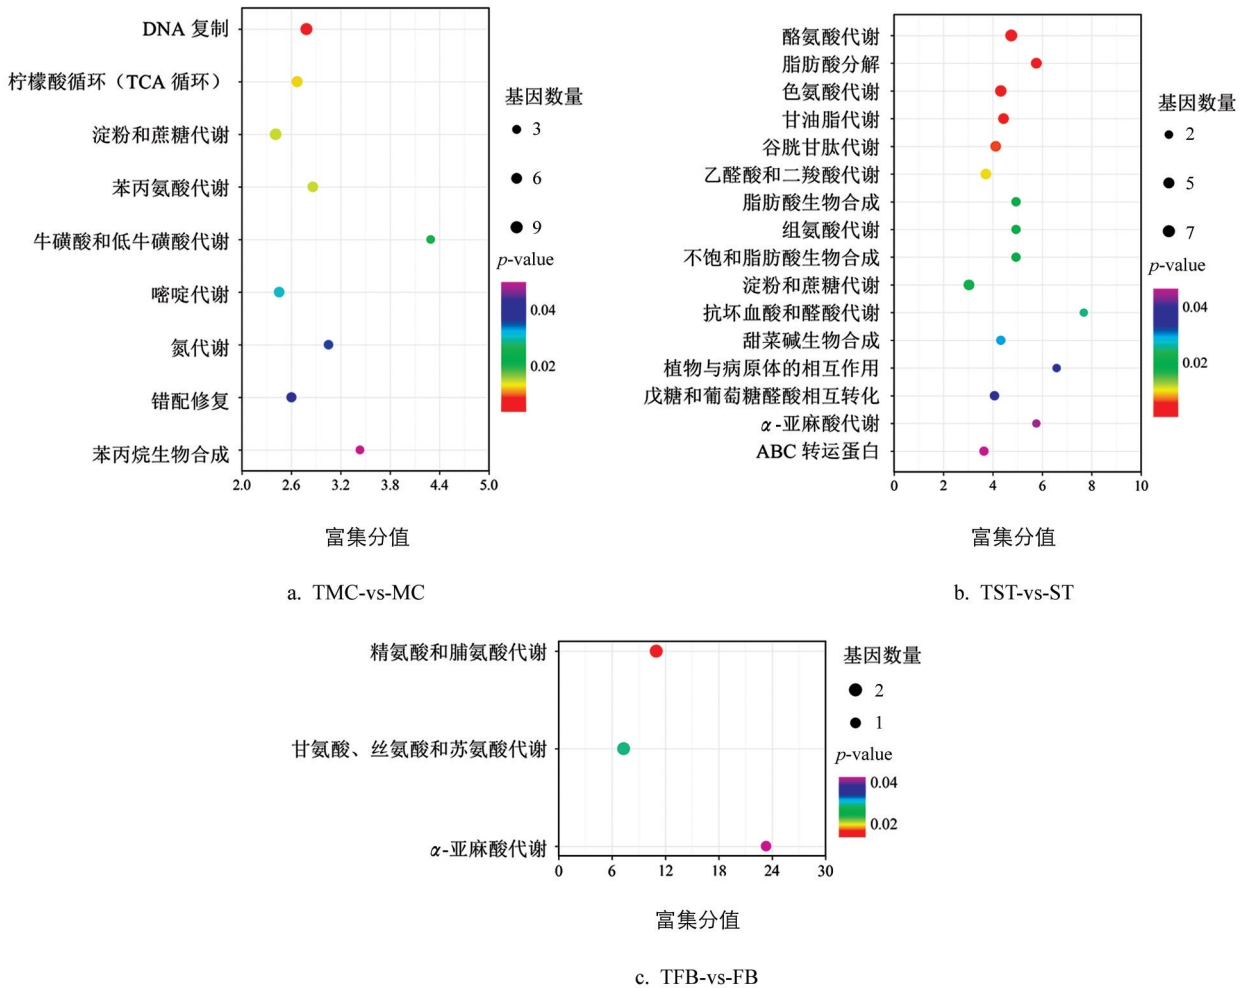 DNA 复制
柠檬酸循环（TCA 循环）
淀粉和蔗糖代谢
苯丙氨酸代谢
牛磺酸和低牛磺酸代谢
嘧啶代谢
氮代谢
错配修复
苯丙烷生物合成
2.0 2.6 3.2 3.8 4.4 5.0
富集分值
基因数量
3
6
9
p-value
0.04
0.02
a. TMC-vs-MC
酪氨酸代谢
脂肪酸分解
色氨酸代谢
甘油脂代谢
谷胱甘肽代谢
乙醛酸和二羧酸代谢
脂肪酸生物合成
组氨酸代谢
不饱和脂肪酸生物合成
淀粉和蔗糖代谢
抗坏血酸和醛酸代谢
甜菜碱生物合成
植物与病原体的相互作用
戊糖和葡萄糖醛酸相互转化
α-亚麻酸代谢
ABC 转运蛋白
0 2 4 6 8 10
富集分值
基因数量
2
5
7
p-value
0.04
0.02
b. TST-vs-ST
精氨酸和脯氨酸代谢
甘氨酸、丝氨酸和苏氨酸代谢
α-亚麻酸代谢
0 6 12 18 24 30
富集分值
基因数量
2
1
p-value
0.04
0.02
c. TFB-vs-FB